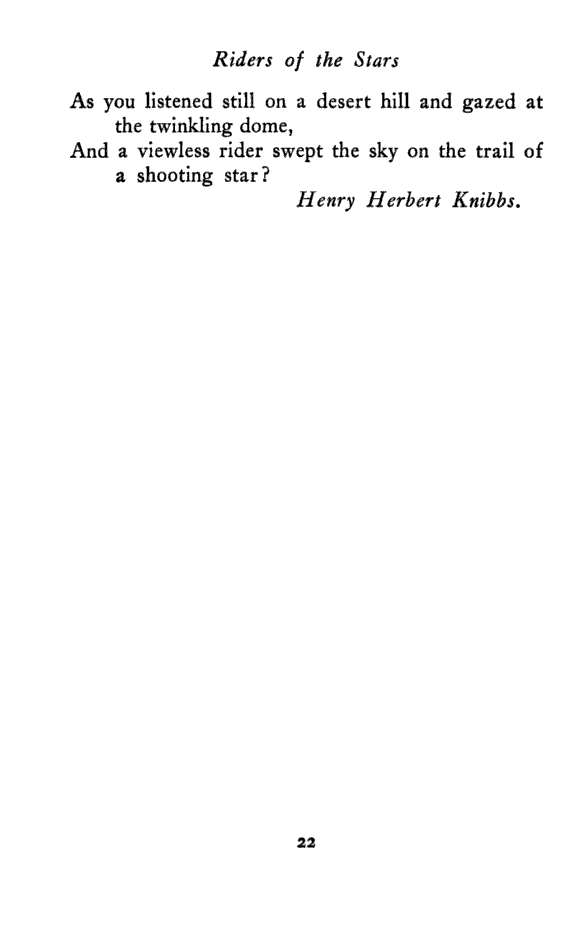 Riders of the Stars
As you listened still on a desert hill and gazed at
the twinkling dome,
And a viewless rider swept the sky on the trail of
a shooting star?
Henry Herbert Knibbs.
22